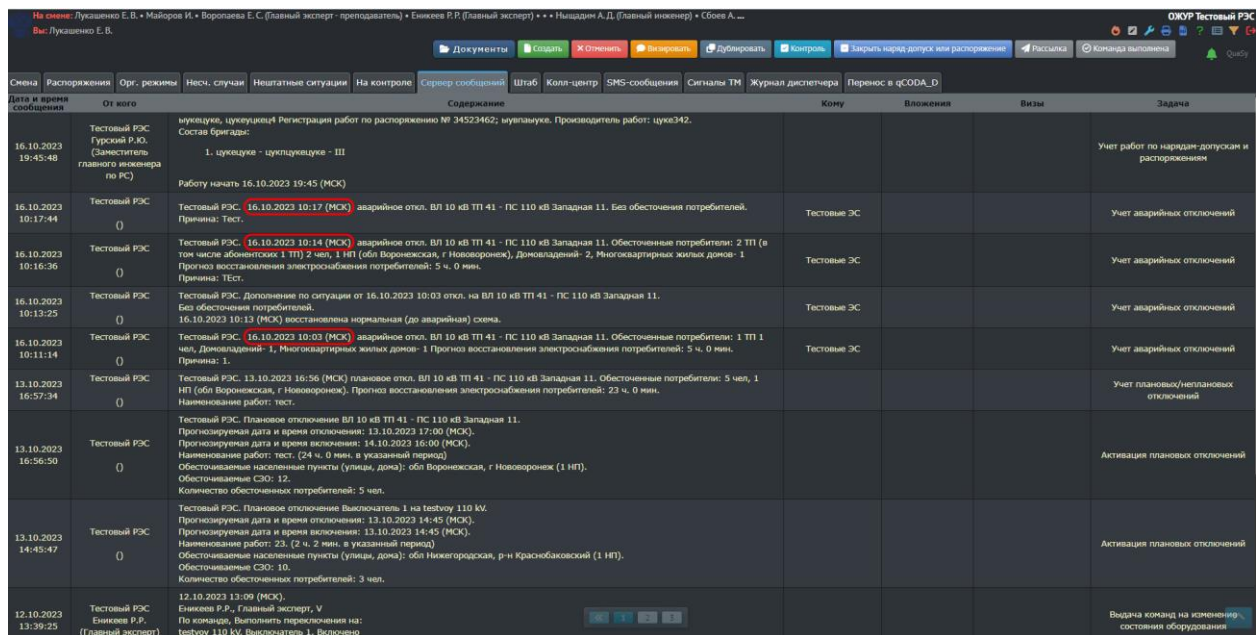 На смене: Лукашенко Е. В. • Майоров И. • Воропаева Е. С. (Главный эксперт - преподаватель) • Еникеев Р. Р. (Главный эксперт) • • • Нышадим А. Д. (Главный инженер) • Сбоев А. ...
ОЖУР Тестовый РЭС
Вы: Лукашенко Е. В.
Документы Создать Отменить Визировать Дублировать Контроль Закрыть наряд-допуск или распоряжение Рассылка Команда выполнена
Смена Распоряжения Орг. режимы Несч. случаи Нештатные ситуации На контроле Сервер сообщений Штаб Колл-центр SMS-сообщения Сигналы ТМ Журнал диспетчера Перенос в qCODA_D
Дата и время сообщения От кого Содержание Кому Вложения Визы Задача
16.10.2023
19:45:48
Тестовый РЭС
Гурский Р.Ю.
(Заместитель
главного инженера
по РС)
ыукецуке, цукеуцкец4 Регистрация работ по распоряжению № 34523462; ыувпаыуке. Производитель работ: цуке342.
Состав бригады:
1. цукецуке - цукпцукецуке - III
Работу начать 16.10.2023 19:45 (МСК)
Учет работ по нарядам-допускам и
распоряжениям
16.10.2023
10:17:44
Тестовый РЭС
()
Тестовый РЭС. 16.10.2023 10:17 (МСК) аварийное откл. ВЛ 10 кВ ТП 41 - ПС 110 кВ Западная 11. Без обесточения потребителей.
Причина: Тест.
Тестовые ЭС
Учет аварийных отключений
16.10.2023
10:16:36
Тестовый РЭС
()
Тестовый РЭС. 16.10.2023 10:14 (МСК) аварийное откл. ВЛ 10 кВ ТП 41 - ПС 110 кВ Западная 11. Обесточенные потребители: 2 ТП (в
том числе абонентских 1 ТП) 2 чел, 1 НП (обл Воронежская, г Нововоронеж), Домовладений- 2, Многоквартирных жилых домов- 1
Прогноз восстановления электроснабжения потребителей: 5 ч. 0 мин.
Причина: ТЕст.
Тестовые ЭС
Учет аварийных отключений
16.10.2023
10:13:25
Тестовый РЭС
()
Тестовый РЭС. Дополнение по ситуации от 16.10.2023 10:03 откл. на ВЛ 10 кВ ТП 41 - ПС 110 кВ Западная 11.
Без обесточения потребителей.
16.10.2023 10:13 (МСК) восстановлена нормальная (до аварийная) схема.
Тестовые ЭС
Учет аварийных отключений
16.10.2023
10:11:14
Тестовый РЭС
()
Тестовый РЭС. 16.10.2023 10:03 (МСК) аварийное откл. ВЛ 10 кВ ТП 41 - ПС 110 кВ Западная 11. Обесточенные потребители: 1 ТП 1
чел, Домовладений- 1, Многоквартирных жилых домов- 1 Прогноз восстановления электроснабжения потребителей: 5 ч. 0 мин.
Причина: 1.
Тестовые ЭС
Учет аварийных отключений
13.10.2023
16:57:34
Тестовый РЭС
()
Тестовый РЭС. 13.10.2023 16:56 (МСК) плановое откл. ВЛ 10 кВ ТП 41 - ПС 110 кВ Западная 11. Обесточенные потребители: 5 чел, 1
НП (обл Воронежская, г Нововоронеж). Прогноз восстановления электроснабжения потребителей: 23 ч. 0 мин.
Наименование работ: тест.
Учет плановых/неплановых
отключений
13.10.2023
16:56:50
Тестовый РЭС
()
Тестовый РЭС. Плановое отключение ВЛ 10 кВ ТП 41 - ПС 110 кВ Западная 11.
Прогнозируемая дата и время отключения: 13.10.2023 17:00 (МСК).
Прогнозируемая дата и время включения: 14.10.2023 16:00 (МСК).
Наименование работ: тест. (24 ч. 0 мин. в указанный период)
Обесточиваемые населенные пункты (улицы, дома): обл Воронежская, г Нововоронеж (1 НП).
Обесточиваемые СЗО: 12.
Количество обесточенных потребителей: 5 чел.
Активация плановых отключений
13.10.2023
14:45:47
Тестовый РЭС
()
Тестовый РЭС. Плановое отключение Выключатель 1 на testvoy 110 kV.
Прогнозируемая дата и время отключения: 13.10.2023 14:45 (МСК).
Прогнозируемая дата и время включения: 13.10.2023 14:45 (МСК).
Наименование работ: 23. (2 ч. 2 мин. в указанный период)
Обесточиваемые населенные пункты (улицы, дома): обл Нижегородская, р-н Краснобаковский (1 НП).
Обесточиваемые СЗО: 10.
Количество обесточенных потребителей: 3 чел.
Активация плановых отключений
12.10.2023
13:39:25
Тестовый РЭС
Еникеев Р.Р.
(Главный эксперт)
12.10.2023 13:09 (МСК).
Еникеев Р.Р., Главный эксперт, V
По команде, Выполнить переключения на:
testvoy 110 kV. Выключатель 1. Включено
Выдача команд на изменение
состояния оборудования
« 1 2 3